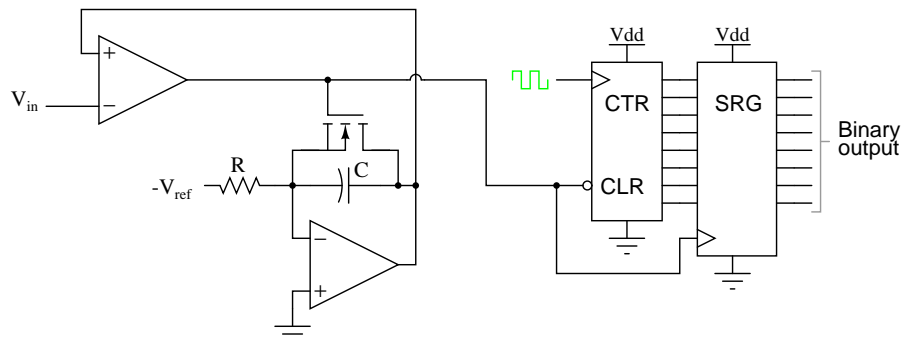 Vdd
Vdd
+
V_in
−
CTR
SRG
Binary
output
R
C
-V_ref
CLR
−
+